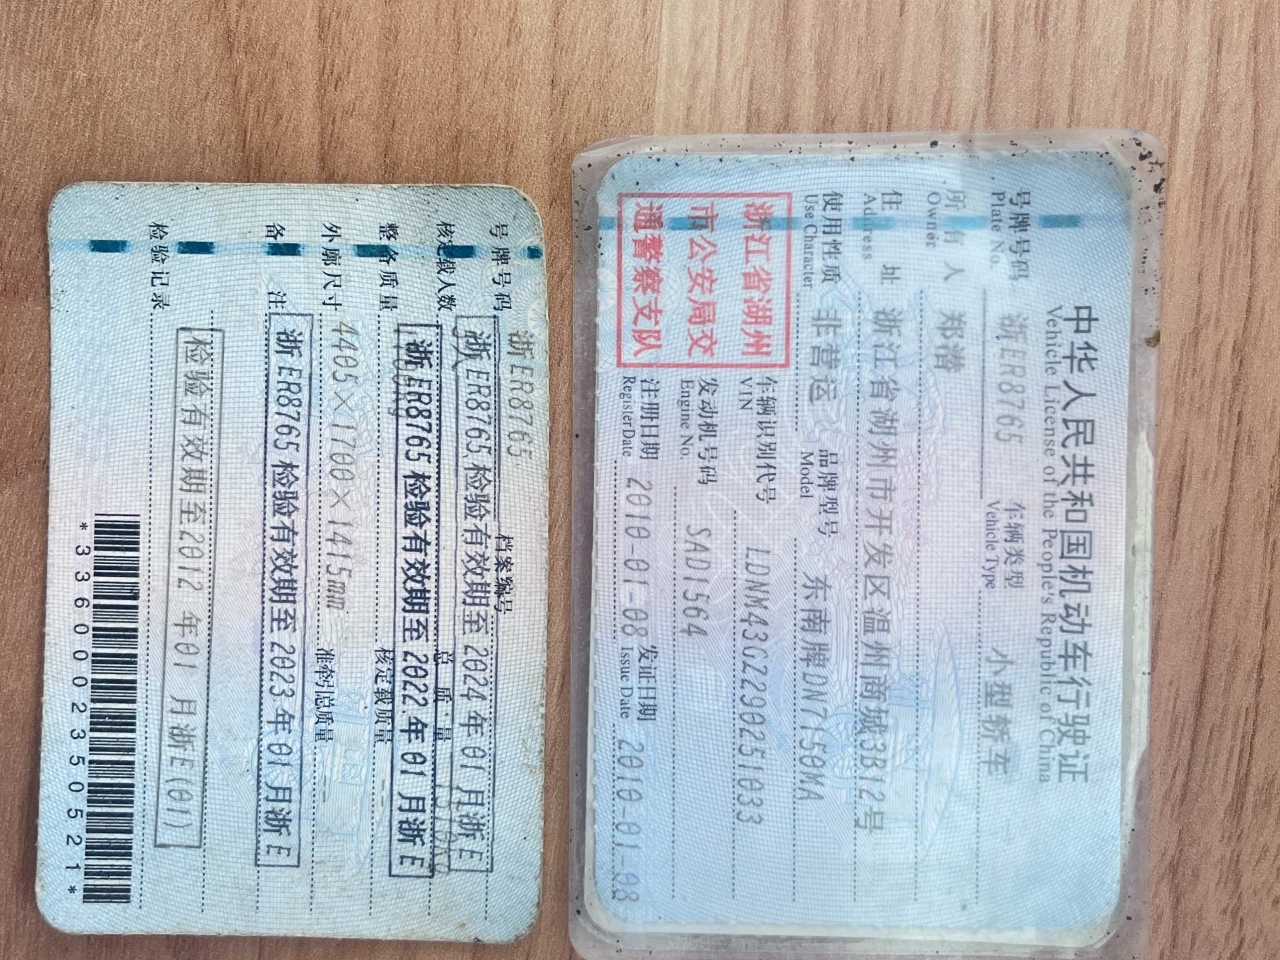 中华人民共和国机动车行驶证
Vehicle License of the People's Republic of China
号牌号码 浙ER8765 车辆类型 小型轿车
Plate No. Vehicle Type
所有人 郑潜
Owner
住址 浙江省湖州市开发区温州商城3B12号
Address
使用性质 非营运 品牌型号 东南牌DN7150MA
Use Character Model
浙江省湖州
市公安局交
通警察支队
车辆识别代号 LDNM43GZ290251033
VIN
发动机号码 SAD1564
Engine No.
注册日期 2010-01-08 发证日期 2010-01-08
Register Date Issue Date
号牌号码 浙ER8765 档案编号
核定载人数 总质量
浙ER8765 检验有效期至2024年01月浙E
整备质量 核定载质量
浙ER8765 检验有效期至2022年01月浙E
外廓尺寸 4405×1700×1415mm 准牵引总质量 --
备注 浙ER8765 检验有效期至2023年01月浙E
检验有效期至2012年01月浙E(01)
检验记录
*3360002350521*